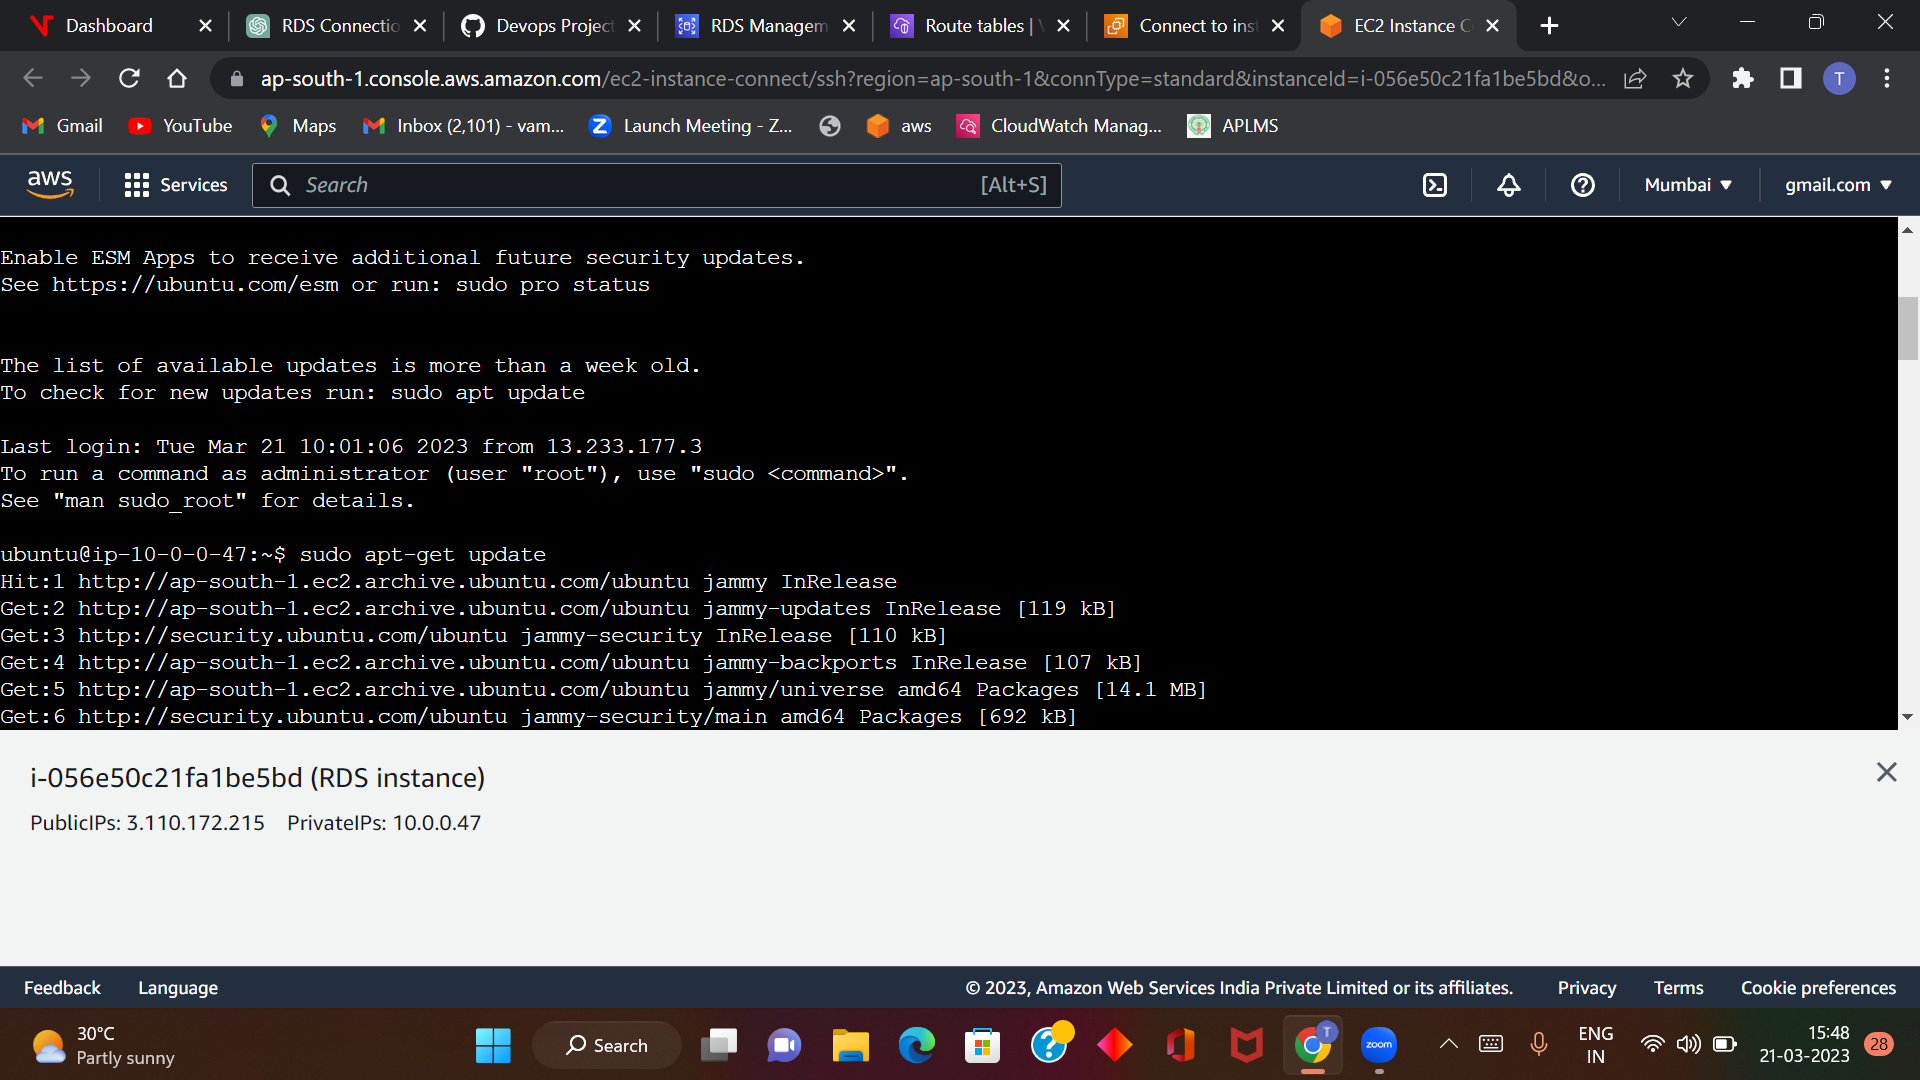 Dashboard
RDS Connectio
Devops Project
RDS Managem
Route tables |
Connect to inst
EC2 Instance C
ap-south-1.console.aws.amazon.com/ec2-instance-connect/ssh?region=ap-south-1&connType=standard&instanceId=i-056e50c21fa1be5bd&o...
T
Gmail
YouTube
Maps
Inbox (2,101) - vam...
Launch Meeting - Z...
aws
CloudWatch Manag...
APLMS
aws
Services
Search
[Alt+S]
Mumbai
gmail.com
Enable ESM Apps to receive additional future security updates.
See https://ubuntu.com/esm or run: sudo pro status
The list of available updates is more than a week old.
To check for new updates run: sudo apt update
Last login: Tue Mar 21 10:01:06 2023 from 13.233.177.3
To run a command as administrator (user "root"), use "sudo <command>".
See "man sudo_root" for details.
ubuntu@ip-10-0-0-47:~$ sudo apt-get update
Hit:1 http://ap-south-1.ec2.archive.ubuntu.com/ubuntu jammy InRelease
Get:2 http://ap-south-1.ec2.archive.ubuntu.com/ubuntu jammy-updates InRelease [119 kB]
Get:3 http://security.ubuntu.com/ubuntu jammy-security InRelease [110 kB]
Get:4 http://ap-south-1.ec2.archive.ubuntu.com/ubuntu jammy-backports InRelease [107 kB]
Get:5 http://ap-south-1.ec2.archive.ubuntu.com/ubuntu jammy/universe amd64 Packages [14.1 MB]
Get:6 http://security.ubuntu.com/ubuntu jammy-security/main amd64 Packages [692 kB]
i-056e50c21fa1be5bd (RDS instance)
PublicIPs: 3.110.172.215 PrivateIPs: 10.0.0.47
Feedback
Language
© 2023, Amazon Web Services India Private Limited or its affiliates.
Privacy
Terms
Cookie preferences
30°C
Partly sunny
Search
T
zoom
ENG
IN
15:48
21-03-2023
28